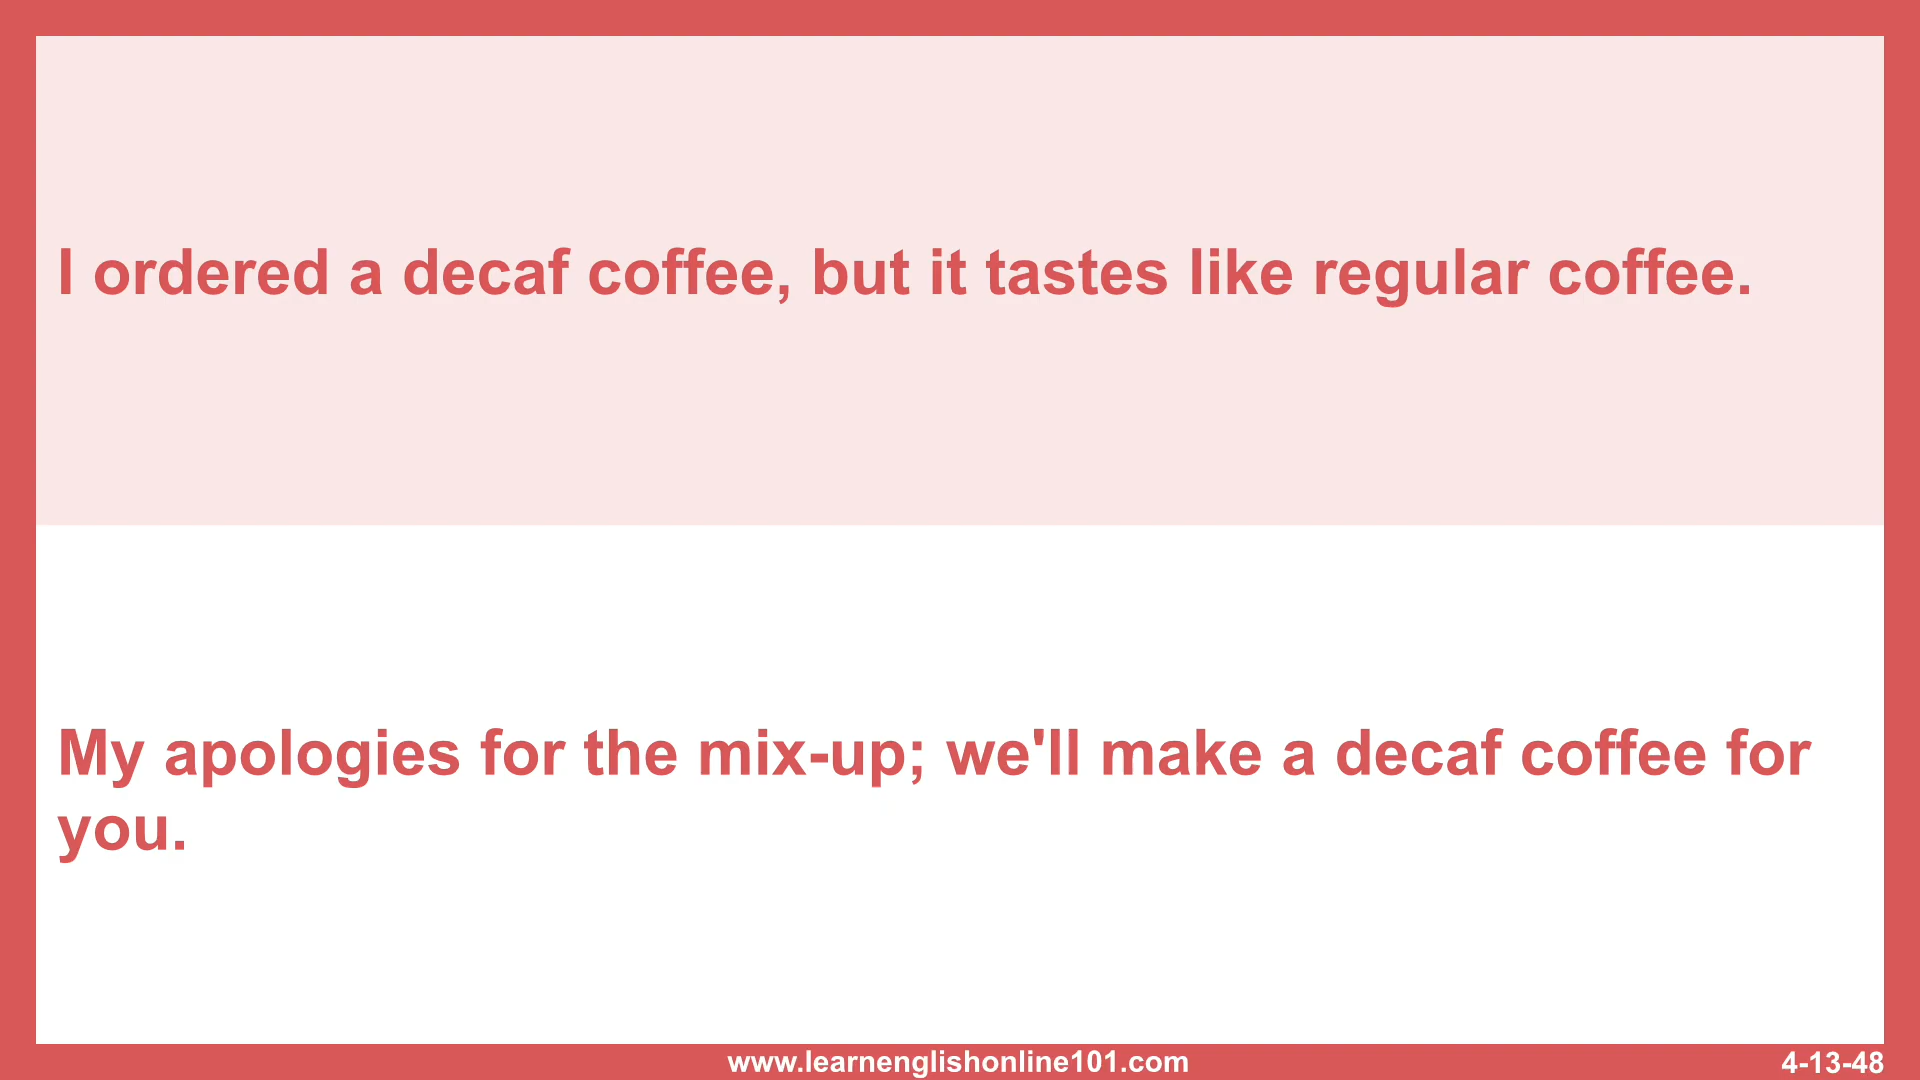 I ordered a decaf coffee, but it tastes like regular coffee.
My apologies for the mix-up; we'll make a decaf coffee for
you.
www.learnenglishonline101.com
4-13-48